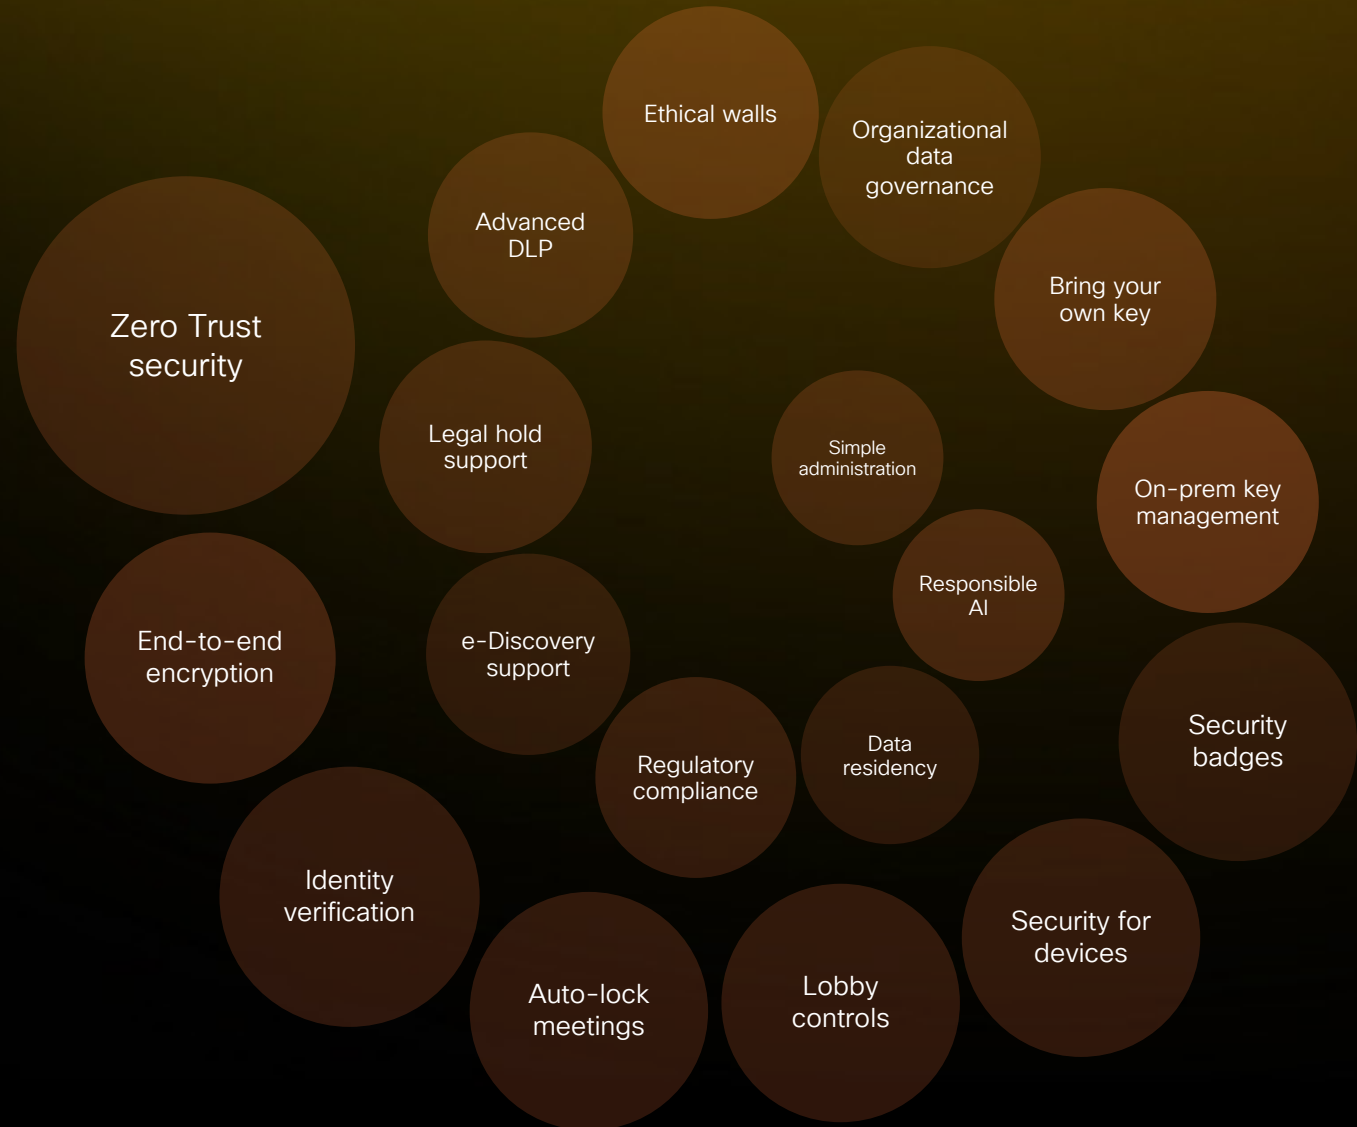 Ethical walls
Organizational
data
governance
Advanced
DLP
Bring your
own key
Zero Trust
security
Legal hold
support
Simple
administration
On-prem key
management
Responsible
AI
End-to-end
encryption
e-Discovery
support
Security
badges
Data
residency
Regulatory
compliance
Identity
verification
Security for
devices
Auto-lock
meetings
Lobby
controls